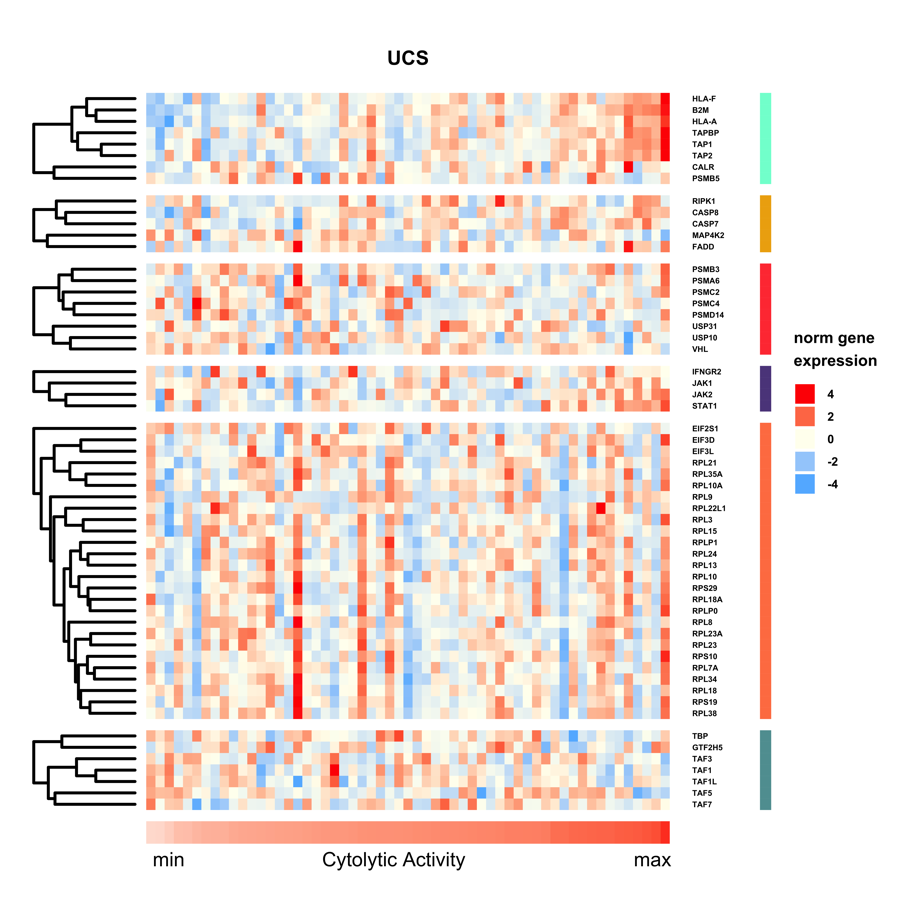 UCS
HLA-F
B2M
HLA-A
TAPBP
TAP1
TAP2
CALR
PSMB5
RIPK1
CASP8
CASP7
MAP4K2
FADD
PSMB3
PSMA6
PSMC2
PSMC4
PSMD14
USP31
USP10
VHL
IFNGR2
JAK1
JAK2
STAT1
EIF2S1
EIF3D
EIF3L
RPL21
RPL35A
RPL10A
RPL9
RPL22L1
RPL3
RPL15
RPLP1
RPL24
RPL13
RPL10
RPS29
RPL18A
RPLP0
RPL8
RPL23A
RPL23
RPS10
RPL7A
RPL34
RPL18
RPS19
RPL38
TBP
GTF2H5
TAF3
TAF1
TAF1L
TAF5
TAF7
norm gene
expression
4
2
0
-2
-4
min Cytolytic Activity max